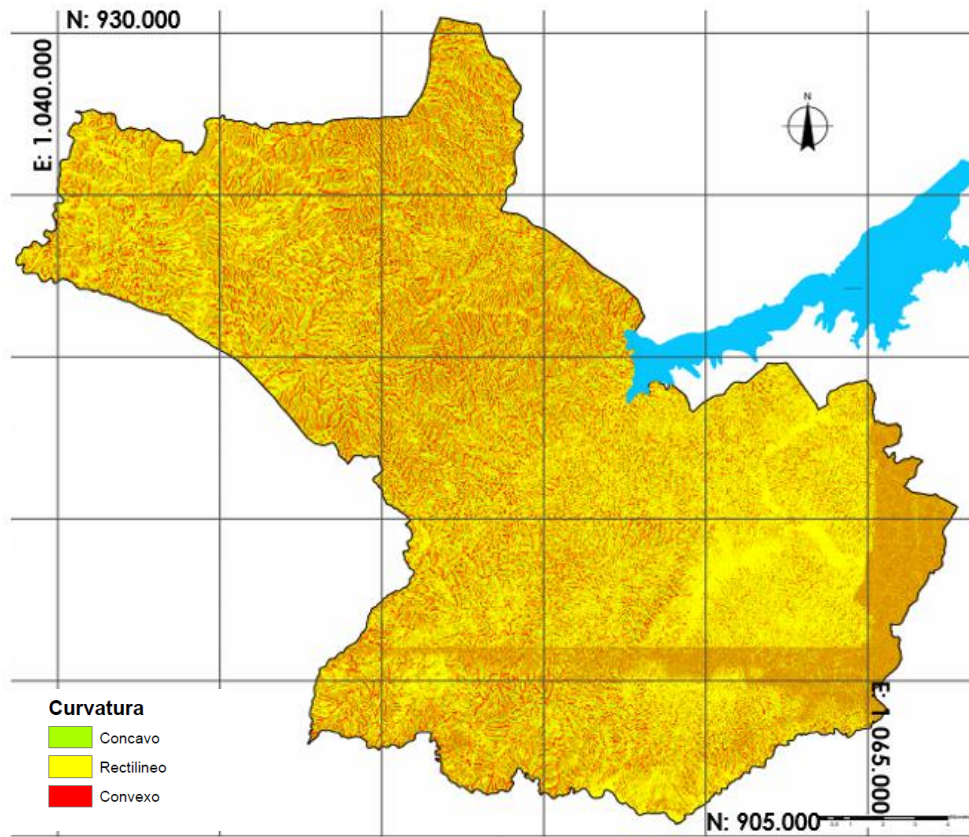 N: 930.000
E: 1.040.000
N
Curvatura
Concavo
Rectilineo
Convexo
E: 1.065.000
N: 905.000